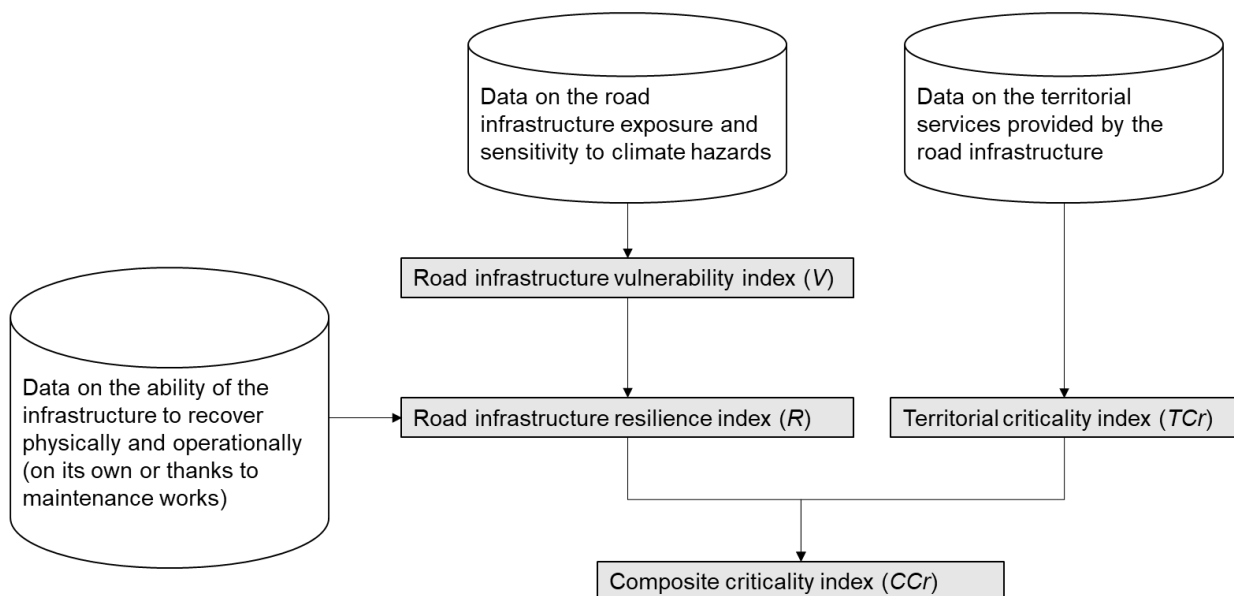 Data on the road
infrastructure exposure and
sensitivity to climate hazards
Data on the territorial
services provided by the
road infrastructure
Road infrastructure vulnerability index (V)
Data on the ability of the
infrastructure to recover
physically and operationally
(on its own or thanks to
maintenance works)
Road infrastructure resilience index (R)
Territorial criticality index (TCr)
Composite criticality index (CCr)